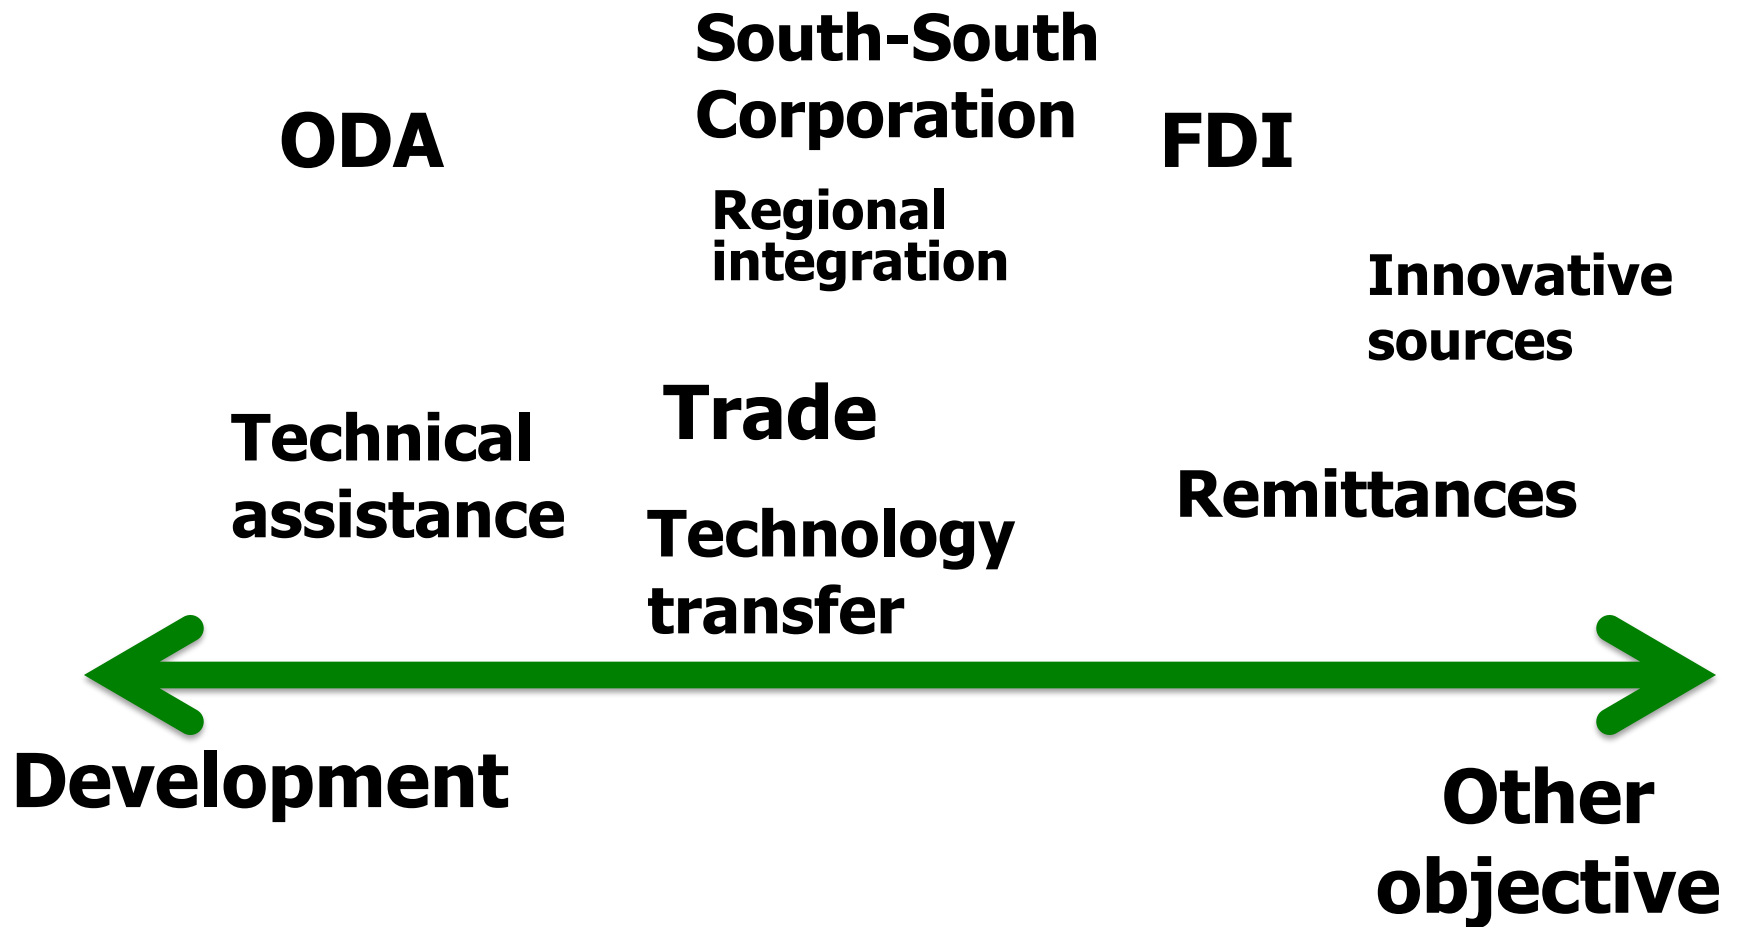 South-South
Corporation
ODA
FDI
Regional
integration
Innovative
sources
Trade
Technical
assistance
Remittances
Technology
transfer
Development
Other
objective